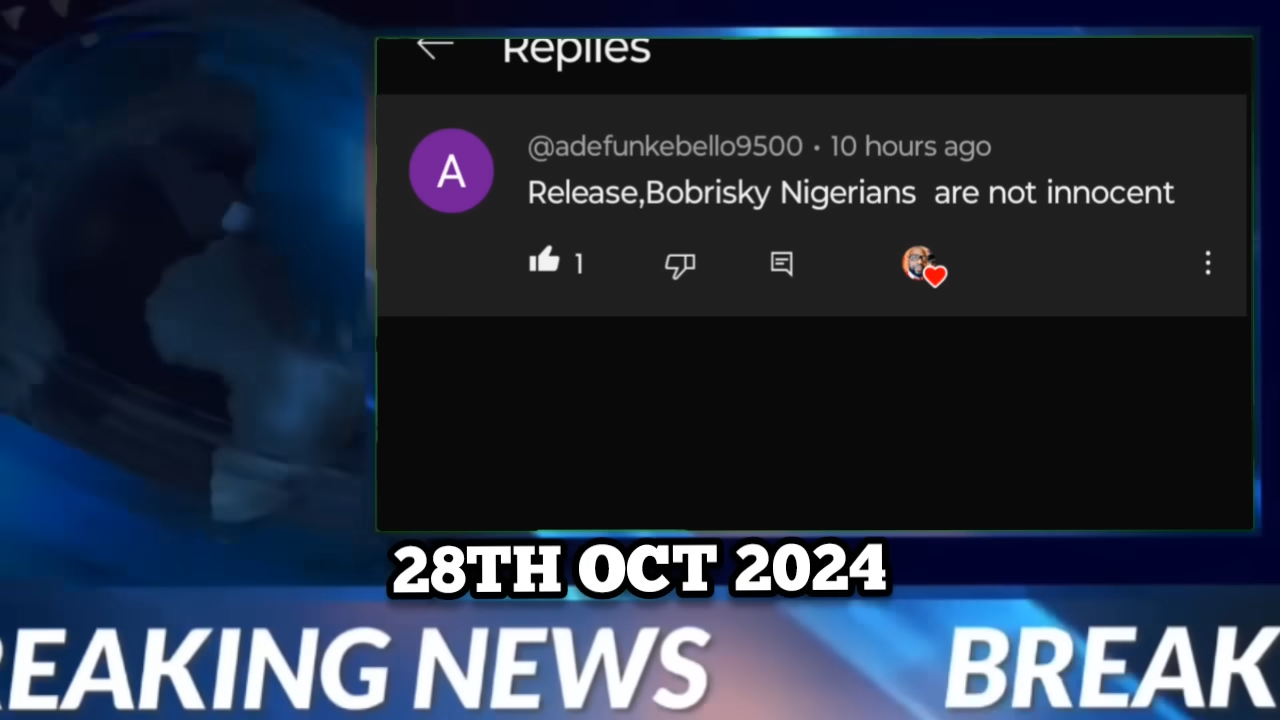 Replies
A
@adefunkebello9500 · 10 hours ago
Release,Bobrisky Nigerians are not innocent
1
28TH OCT 2024
REAKING NEWS BREAK